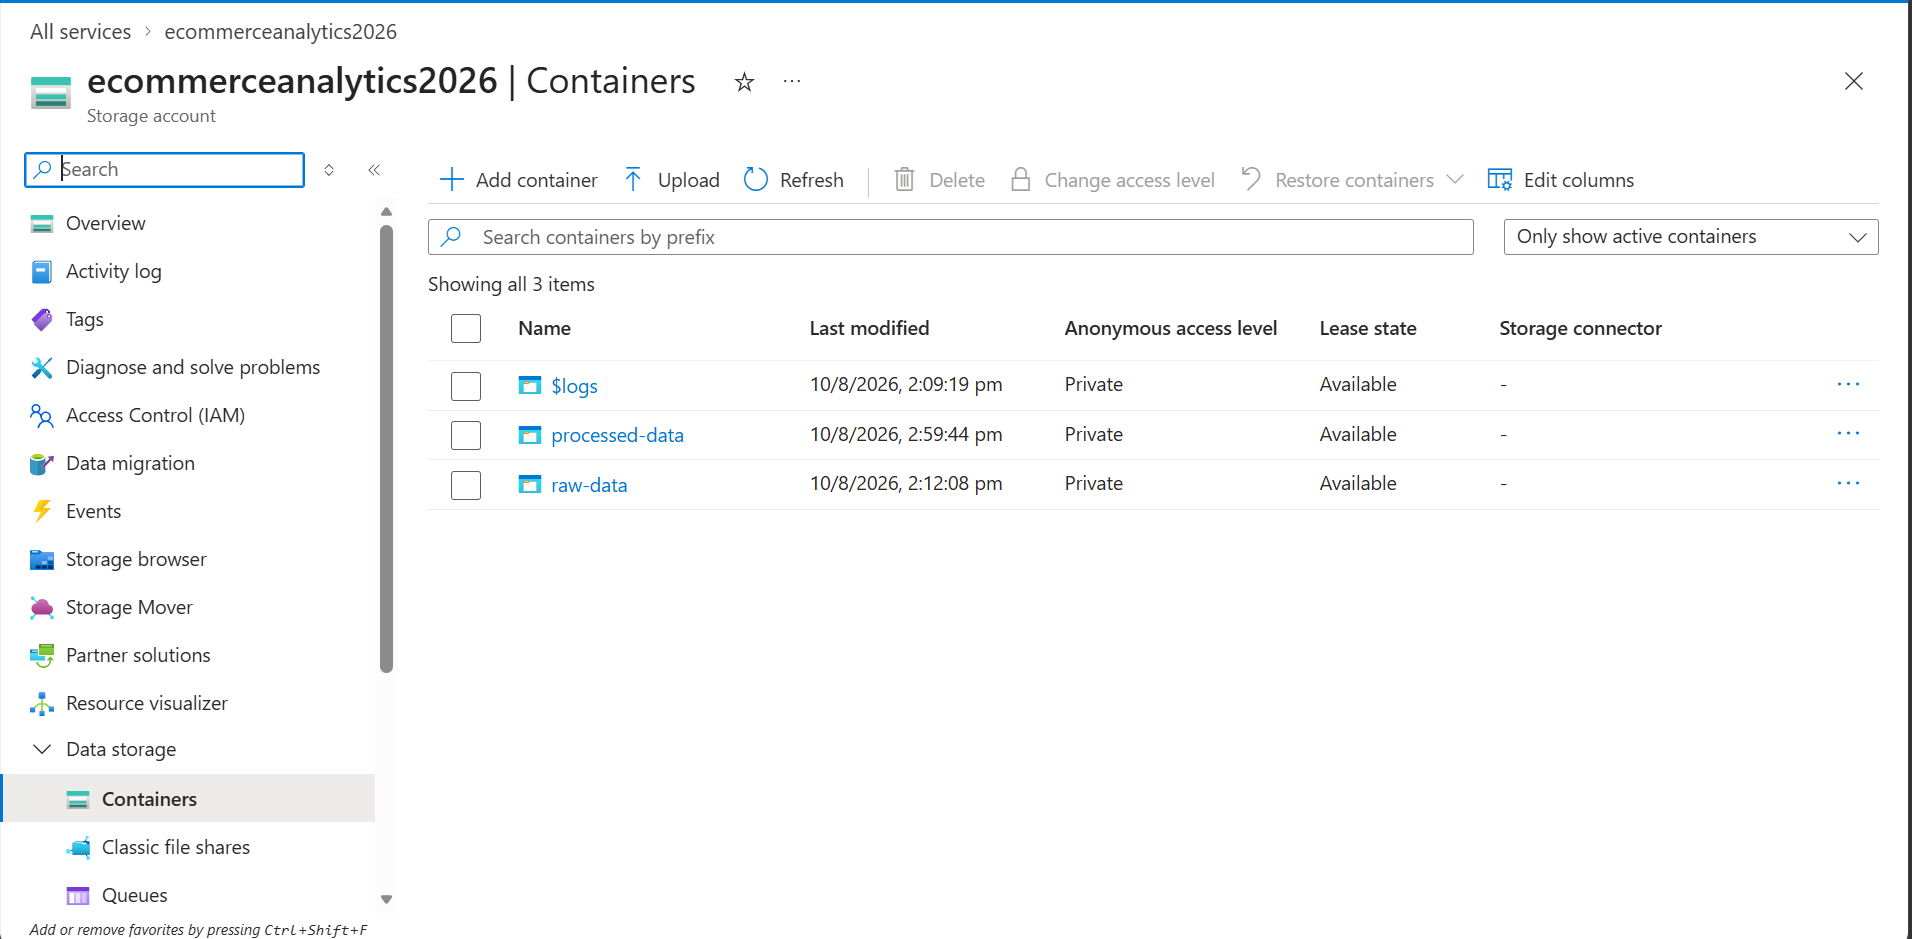 All services > ecommerceanalytics2026
ecommerceanalytics2026 | Containers
Storage account
Search
Add container Upload Refresh Delete Change access level Restore containers Edit columns
Overview
Activity log
Tags
Diagnose and solve problems
Access Control (IAM)
Data migration
Events
Storage browser
Storage Mover
Partner solutions
Resource visualizer
Data storage
Containers
Classic file shares
Queues
Add or remove favorites by pressing Ctrl+Shift+F
Search containers by prefix Only show active containers
Showing all 3 items
Name Last modified Anonymous access level Lease state Storage connector
$logs 10/8/2026, 2:09:19 pm Private Available -
processed-data 10/8/2026, 2:59:44 pm Private Available -
raw-data 10/8/2026, 2:12:08 pm Private Available -